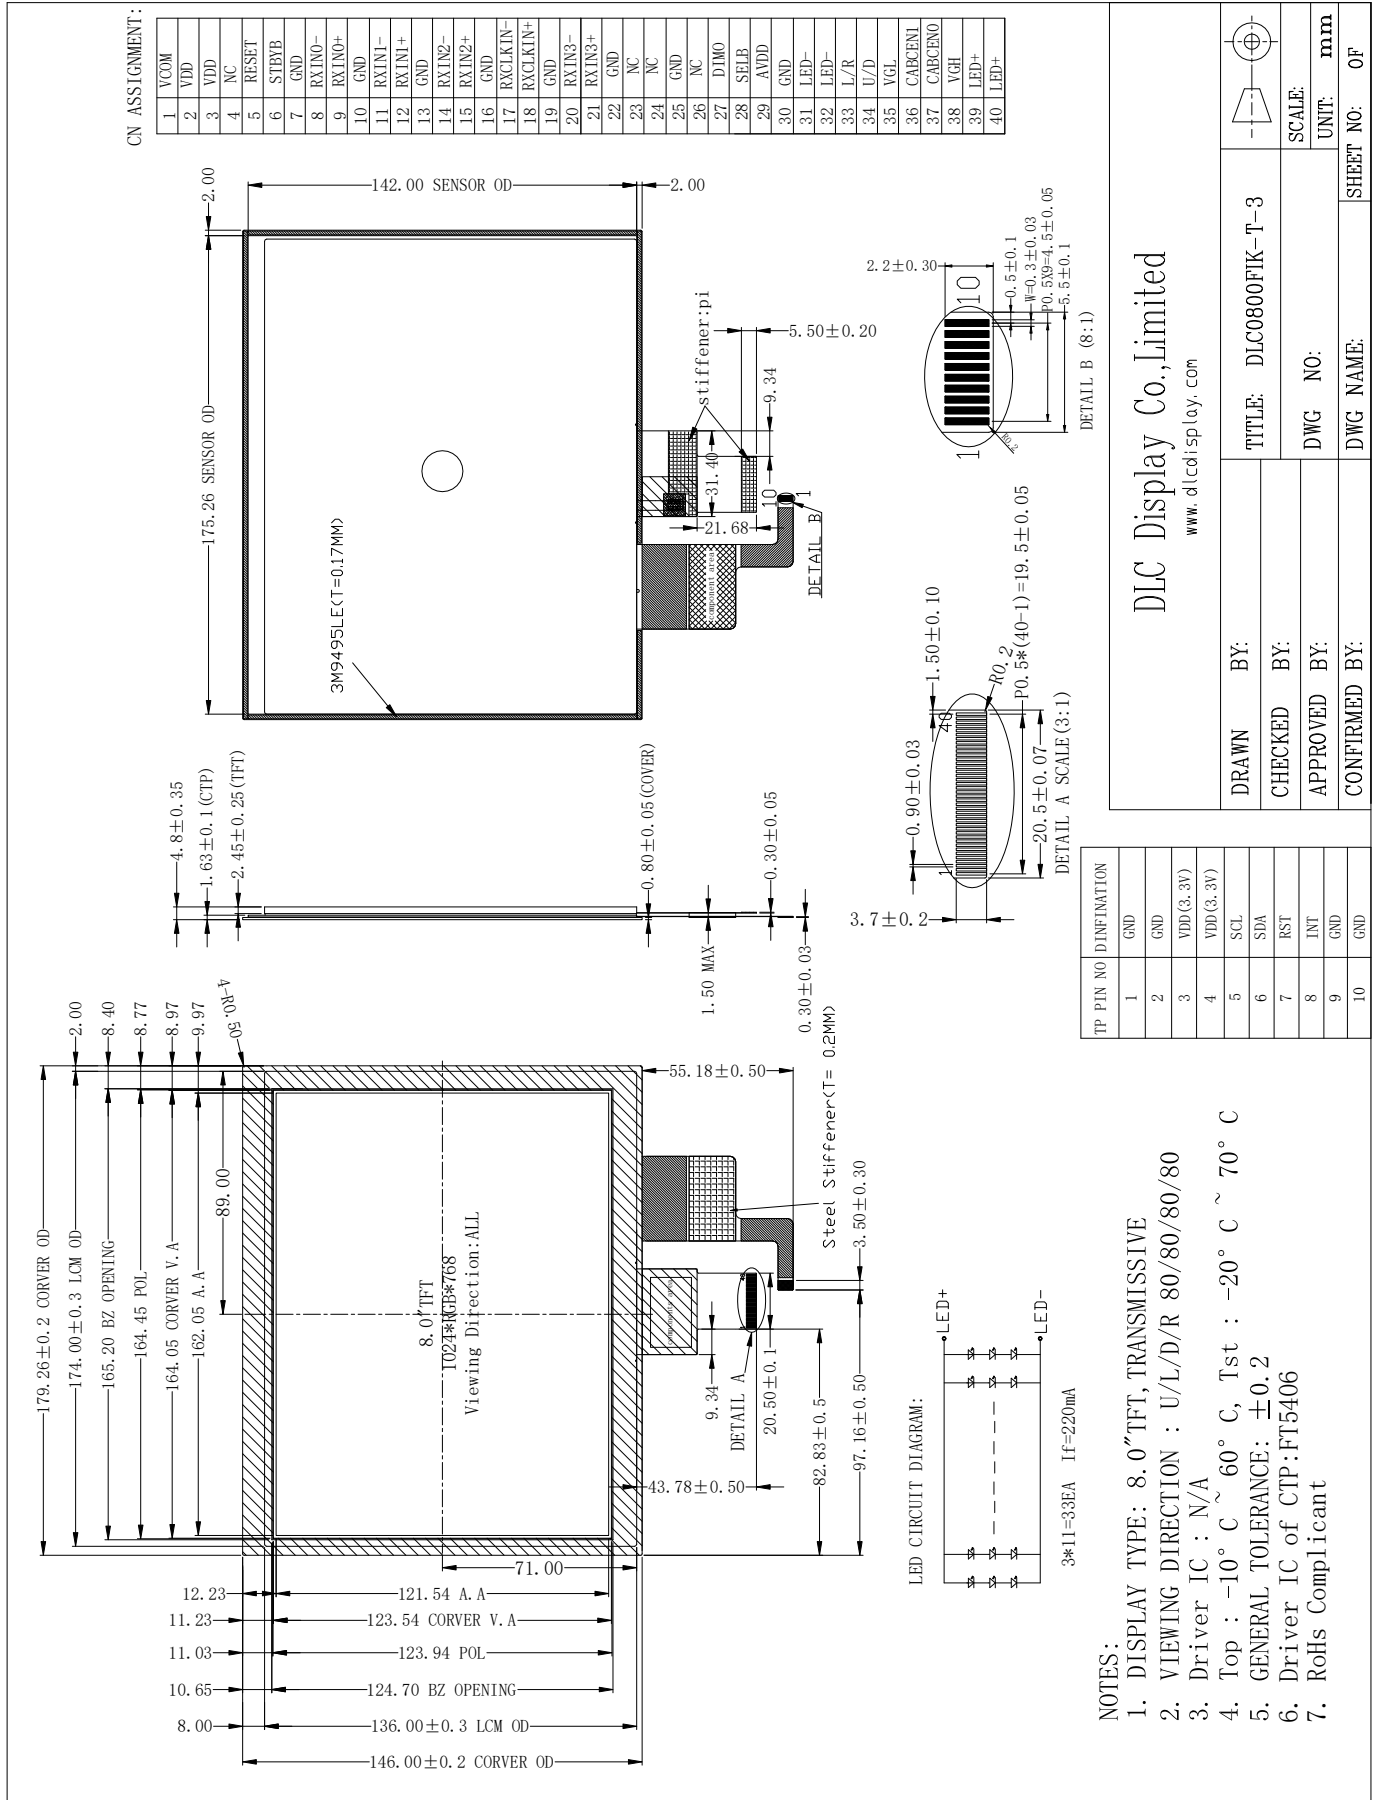 179.26±0.2 CORVER OD
174.00±0.3 LCM OD
165.20 BZ OPENING
164.45 POL
164.05 CORVER V.A
162.05 A.A
89.00
2.00
8.40
8.77
8.97
9.97
4-R0.50
12.23
11.23
11.03
10.65
8.00
121.54 A.A
123.54 CORVER V.A
123.94 POL
124.70 BZ OPENING
136.00±0.3 LCM OD
146.00±0.2 CORVER OD
71.00
8.0"TFT
1024*RGB*768
Viewing Direction:ALL
components area
55.18±0.50
Steel Stiffener(T= 0.2MM)
3.50±0.30
9.34
DETAIL A
20.50±0.1
43.78±0.50
82.83±0.5
97.16±0.50
4.8±0.35
1.63±0.1(CTP)
2.45±0.25(TFT)
0.80±0.05(COVER)
1.50 MAX
0.30±0.05
0.30±0.03
175.26 SENSOR OD
2.00
142.00 SENSOR OD
2.00
3M9495LE(T=0.17MM)
stiffener:pi
5.50±0.20
31.40
9.34
21.68
component area
10
1
DETAIL B
CN ASSIGNMENT:
1 VCOM
2 VDD
3 VDD
4 NC
5 RESET
6 STBYB
7 GND
8 RXIN0-
9 RXIN0+
10 GND
11 RXIN1-
12 RXIN1+
13 GND
14 RXIN2-
15 RXIN2+
16 GND
17 RXCLKIN-
18 RXCLKIN+
19 GND
20 RXIN3-
21 RXIN3+
22 GND
23 NC
24 NC
25 GND
26 NC
27 DIMO
28 SELB
29 AVDD
30 GND
31 LED-
32 LED-
33 L/R
34 U/D
35 VGL
36 CABCEN1
37 CABCEN0
38 VGH
39 LED+
40 LED+
LED CIRCUIT DIAGRAM:
LED+
LED-
3*11=33EA If=220mA
3.7±0.2
0.90±0.03
1
40
1.50±0.10
R0.2
P0.5*(40-1)=19.5±0.05
20.5±0.07
DETAIL A SCALE(3:1)
2.2±0.30
1
10
0.5±0.1
W=0.3±0.03
P0.5X9=4.5±0.05
5.5±0.1
R0.2
DETAIL B (8:1)
NOTES:
1. DISPLAY TYPE: 8.0"TFT,TRANSMISSIVE
2. VIEWING DIRECTION : U/L/D/R 80/80/80/80
3. Driver IC : N/A
4. Top : -10° C ~ 60° C, Tst : -20° C ~ 70° C
5. GENERAL TOLERANCE: ±0.2
6. Driver IC of CTP:FT5406
7. RoHs Complicant
TP PIN NO DINFINATION
1 GND
2 GND
3 VDD(3.3V)
4 VDD(3.3V)
5 SCL
6 SDA
7 RST
8 INT
9 GND
10 GND
DLC Display Co.,Limited
www.dlcdisplay.com
DRAWN BY:
TITLE: DLC0800FIK-T-3
CHECKED BY:
SCALE:
APPROVED BY:
DWG NO:
UNIT: mm
CONFIRMED BY:
DWG NAME:
SHEET NO: OF